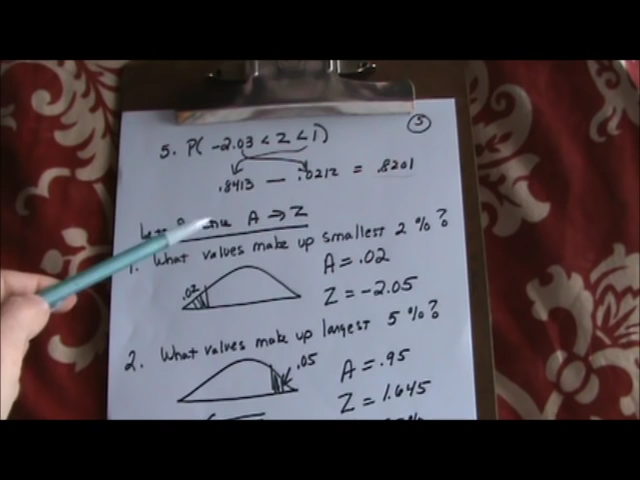 5
5. P( -2.03 < Z < 1)
.8413 — .0212 = .8201
A ⇒ Z
1. What values make up smallest 2%?
.02
A = .02
Z = -2.05
2. What values make up largest 5%?
.05
A = .95
Z = 1.645